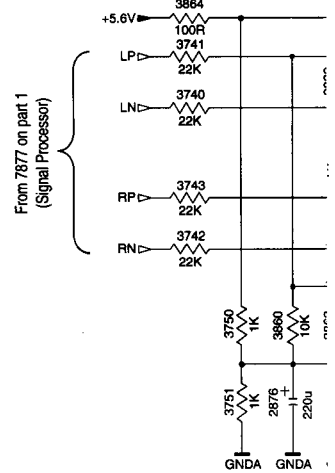 3864
+5.6V
100R
3741
LP
22K
3740
LN
22K
From 7877 on part 1
(Signal Processor)
3743
RP
22K
3742
RN
22K
3750
1K
3860
10K
3751
1K
2876
+
220u
GNDA
GNDA